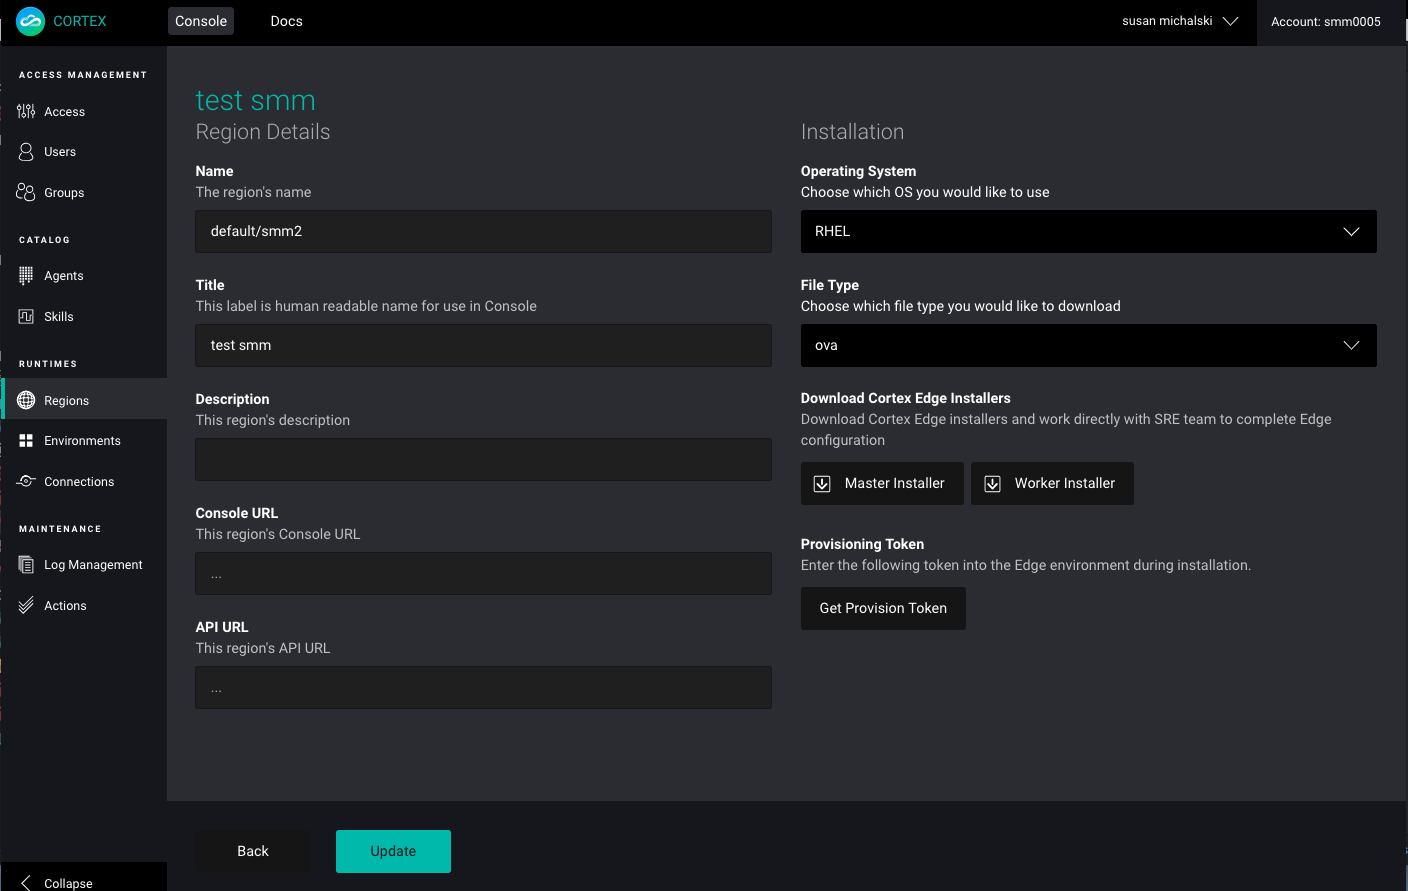 CORTEX
Console
Docs
susan michalski
Account: smm0005
ACCESS MANAGEMENT
Access
Users
Groups
CATALOG
Agents
Skills
RUNTIMES
Regions
Environments
Connections
MAINTENANCE
Log Management
Actions
Collapse
test smm
Region Details
Name
The region's name
default/smm2
Title
This label is human readable name for use in Console
test smm
Description
This region's description
Console URL
This region's Console URL
...
API URL
This region's API URL
...
Installation
Operating System
Choose which OS you would like to use
RHEL
File Type
Choose which file type you would like to download
ova
Download Cortex Edge Installers
Download Cortex Edge installers and work directly with SRE team to complete Edge
configuration
Master Installer
Worker Installer
Provisioning Token
Enter the following token into the Edge environment during installation.
Get Provision Token
Back
Update